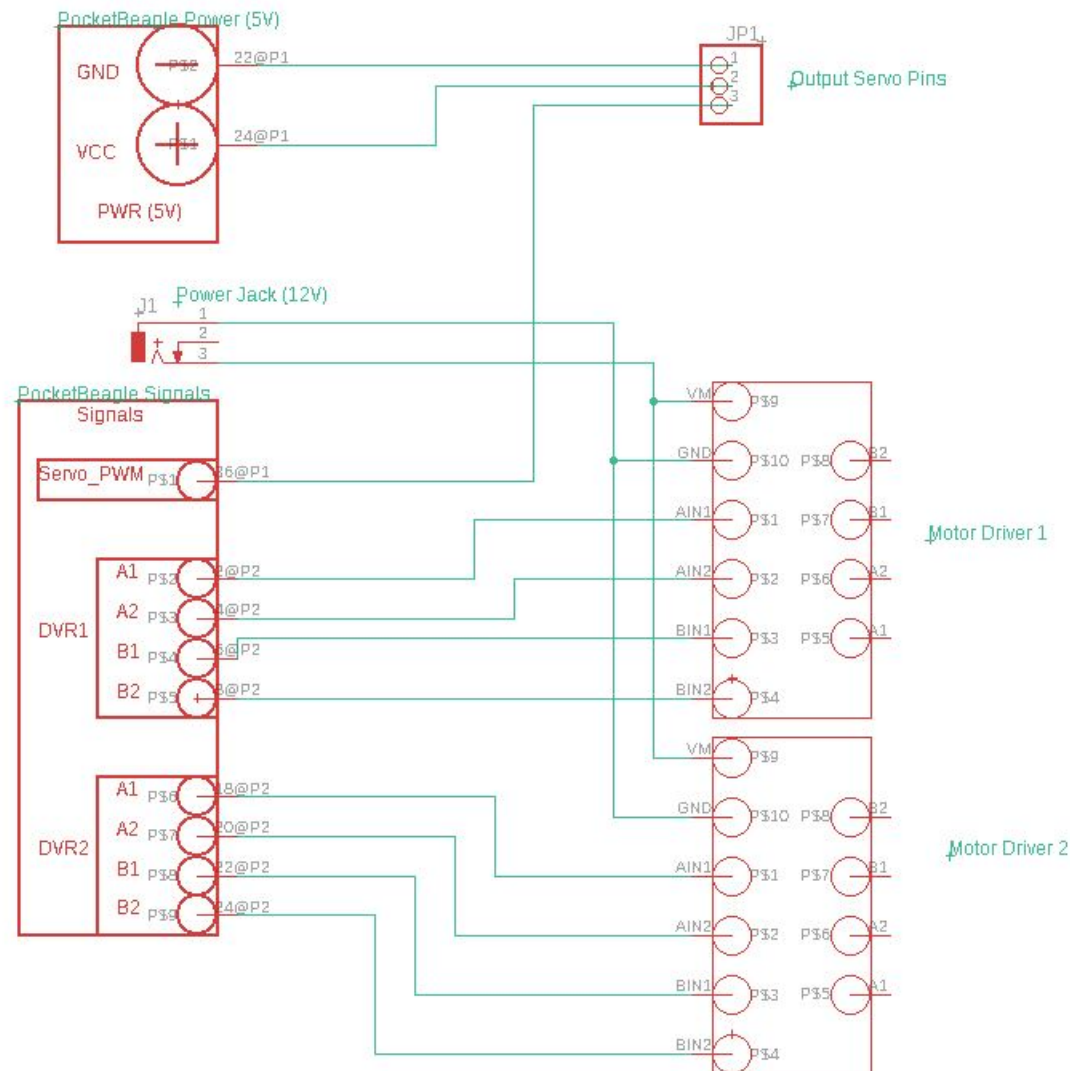 PocketBeagle Power (5V)
GND P$2 22@P1
VCC P$1 24@P1
PWR (5V)
JP1
1
2
3
Output Servo Pins
Power Jack (12V)
J1
1
2
3
PocketBeagle Signals
Signals
Servo_PWM P$1 36@P1
DVR1
A1 P$2 2@P2
A2 P$3 4@P2
B1 P$4 6@P2
B2 P$5 8@P2
DVR2
A1 P$6 18@P2
A2 P$7 20@P2
B1 P$8 22@P2
B2 P$9 24@P2
VM P$9
GND P$10 P$8 B2
AIN1 P$1 P$7 B1
AIN2 P$2 P$6 A2
BIN1 P$3 P$5 A1
BIN2 P$4
Motor Driver 1
VM P$9
GND P$10 P$8 B2
AIN1 P$1 P$7 B1
AIN2 P$2 P$6 A2
BIN1 P$3 P$5 A1
BIN2 P$4
Motor Driver 2